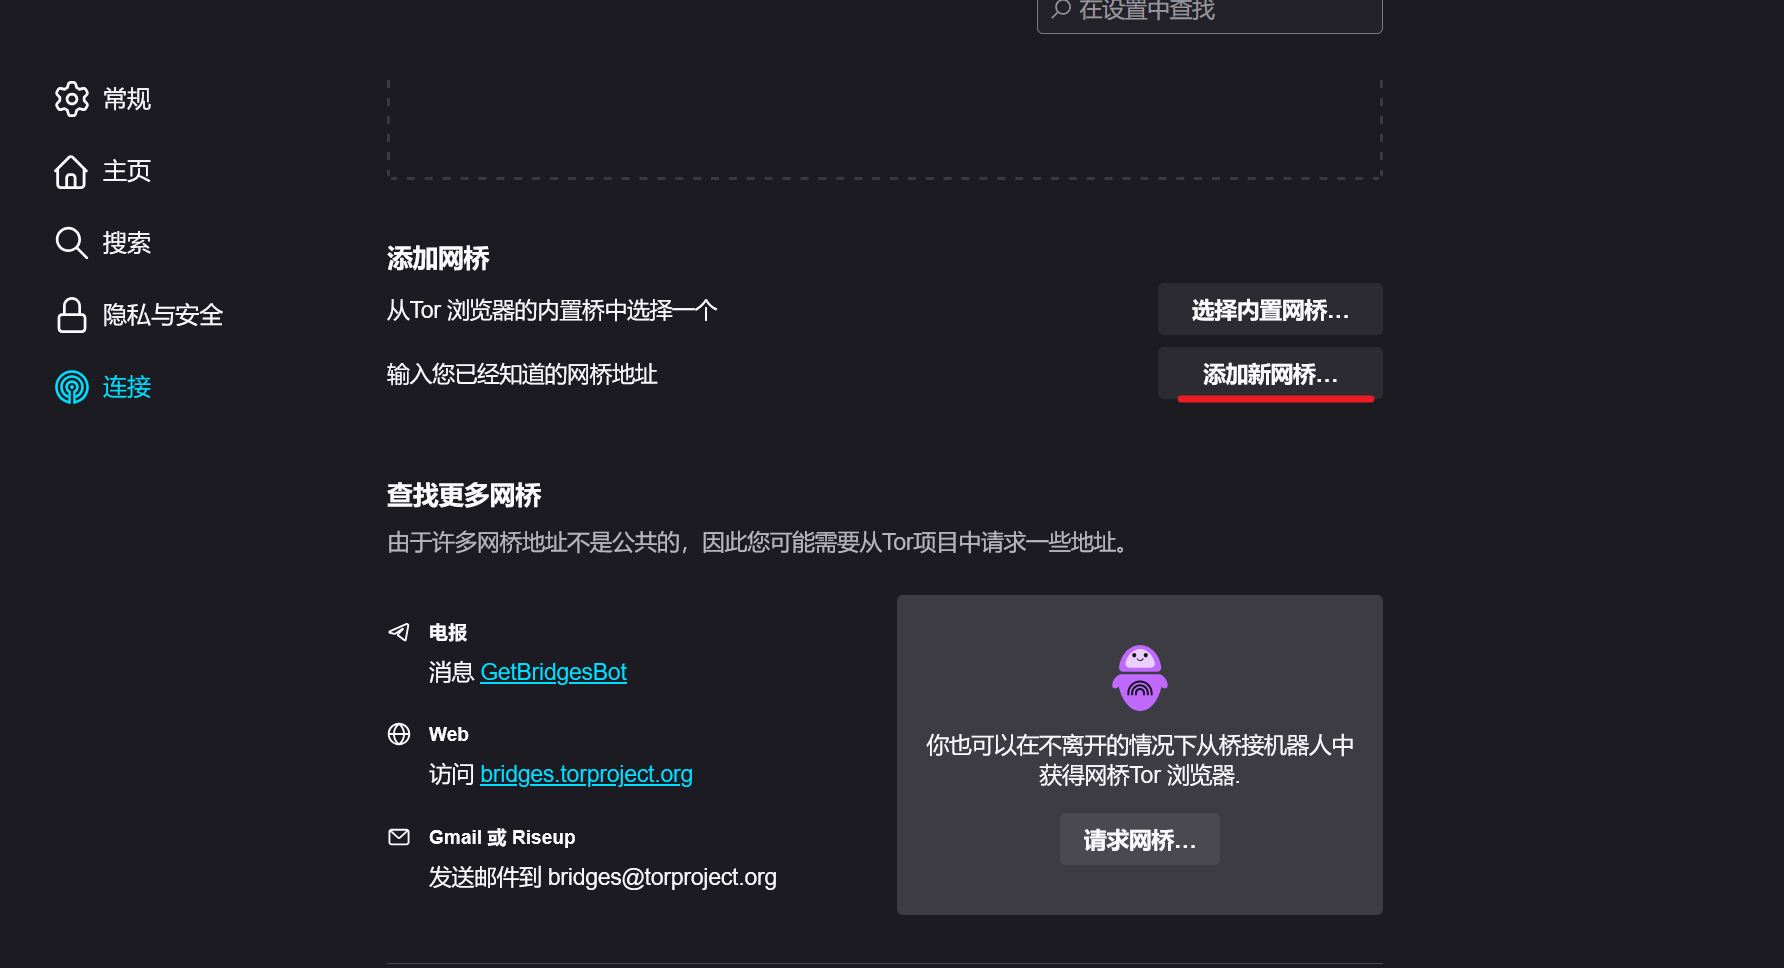 在设置中查找
常规
主页
搜索
隐私与安全
连接
添加网桥
从Tor 浏览器的内置桥中选择一个
选择内置网桥…
输入您已经知道的网桥地址
添加新网桥…
查找更多网桥
由于许多网桥地址不是公共的，因此您可能需要从Tor项目中请求一些地址。
电报
消息 GetBridgesBot
Web
访问 bridges.torproject.org
Gmail 或 Riseup
发送邮件到 bridges@torproject.org
你也可以在不离开的情况下从桥接机器人中
获得网桥Tor 浏览器.
请求网桥…